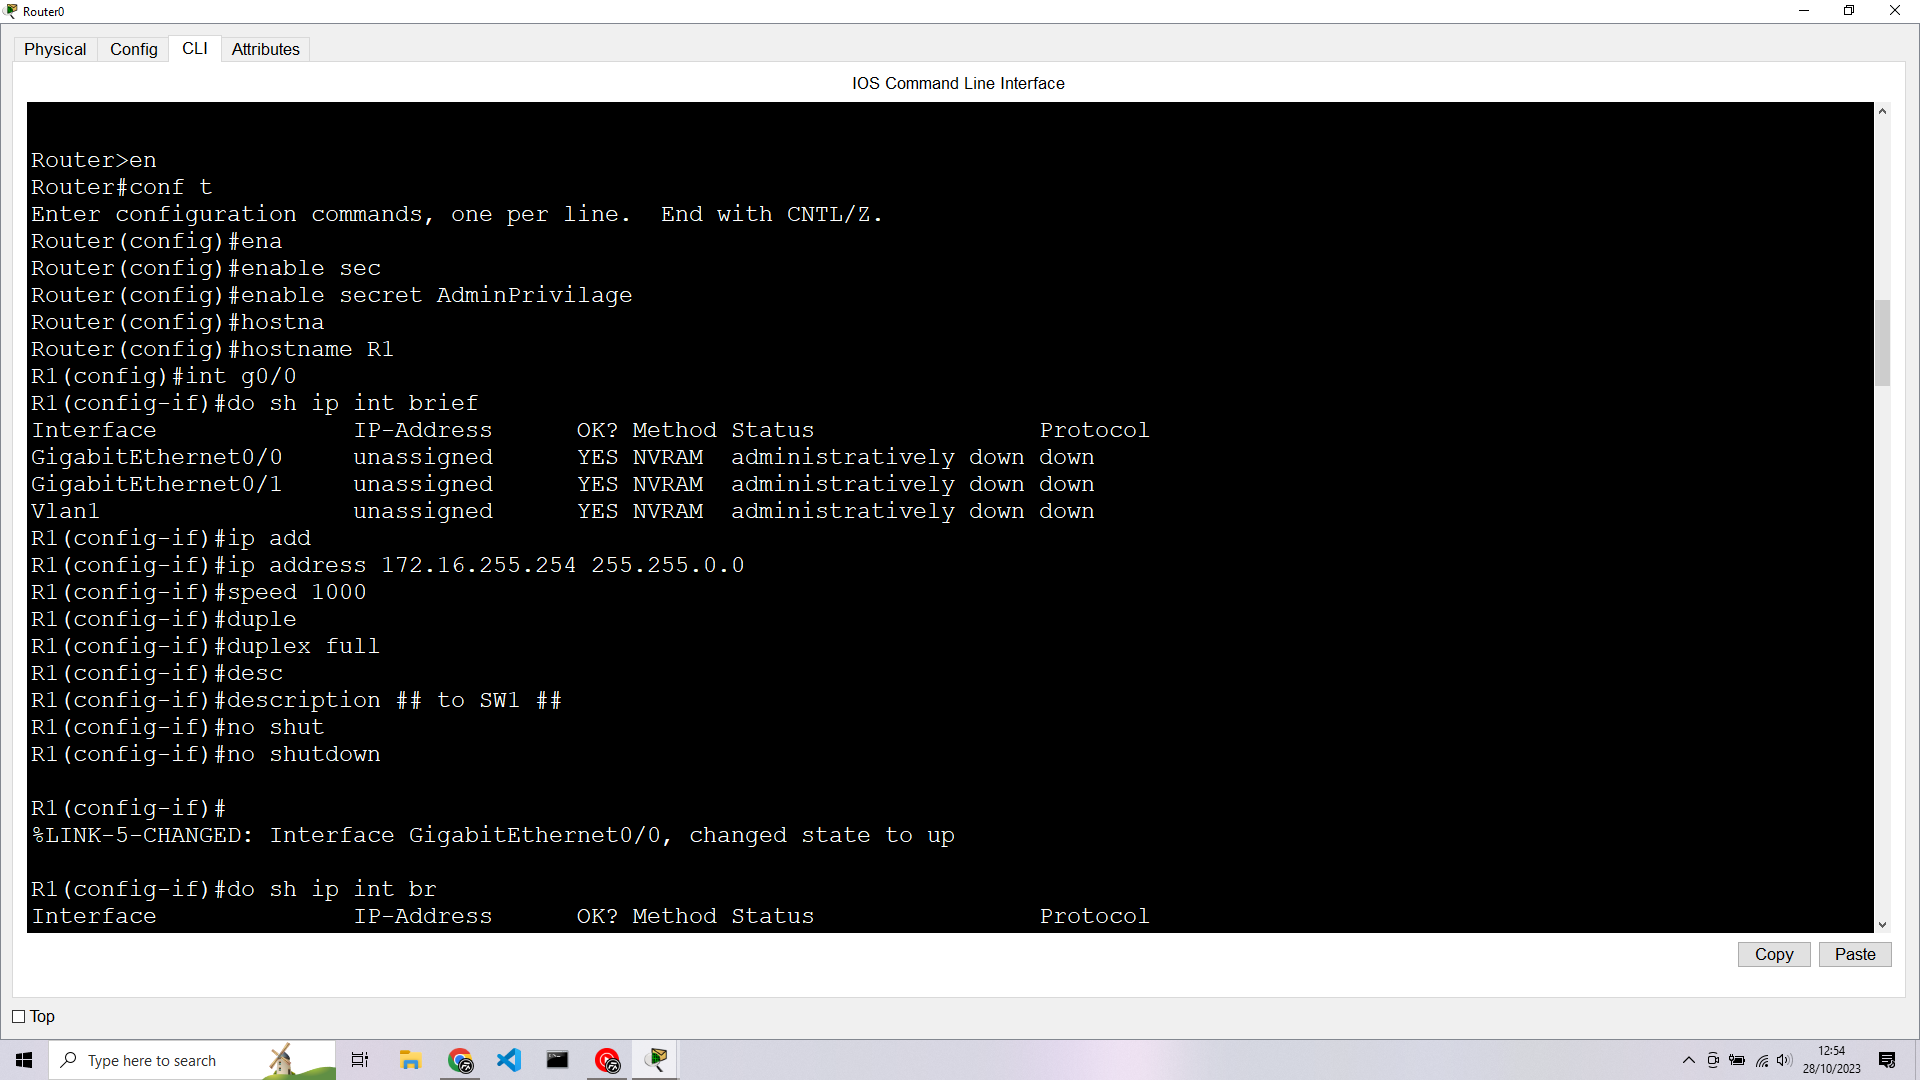 Router0
Physical Config CLI Attributes
IOS Command Line Interface
Router>en
Router#conf t
Enter configuration commands, one per line.  End with CNTL/Z.
Router(config)#ena
Router(config)#enable sec
Router(config)#enable secret AdminPrivilage
Router(config)#hostna
Router(config)#hostname R1
R1(config)#int g0/0
R1(config-if)#do sh ip int brief
Interface              IP-Address      OK? Method Status                Protocol
GigabitEthernet0/0     unassigned      YES NVRAM  administratively down down
GigabitEthernet0/1     unassigned      YES NVRAM  administratively down down
Vlan1                  unassigned      YES NVRAM  administratively down down
R1(config-if)#ip add
R1(config-if)#ip address 172.16.255.254 255.255.0.0
R1(config-if)#speed 1000
R1(config-if)#duple
R1(config-if)#duplex full
R1(config-if)#desc
R1(config-if)#description ## to SW1 ##
R1(config-if)#no shut
R1(config-if)#no shutdown
R1(config-if)#
%LINK-5-CHANGED: Interface GigabitEthernet0/0, changed state to up
R1(config-if)#do sh ip int br
Interface              IP-Address      OK? Method Status                Protocol
Copy Paste
Top
Type here to search
12:54
28/10/2023